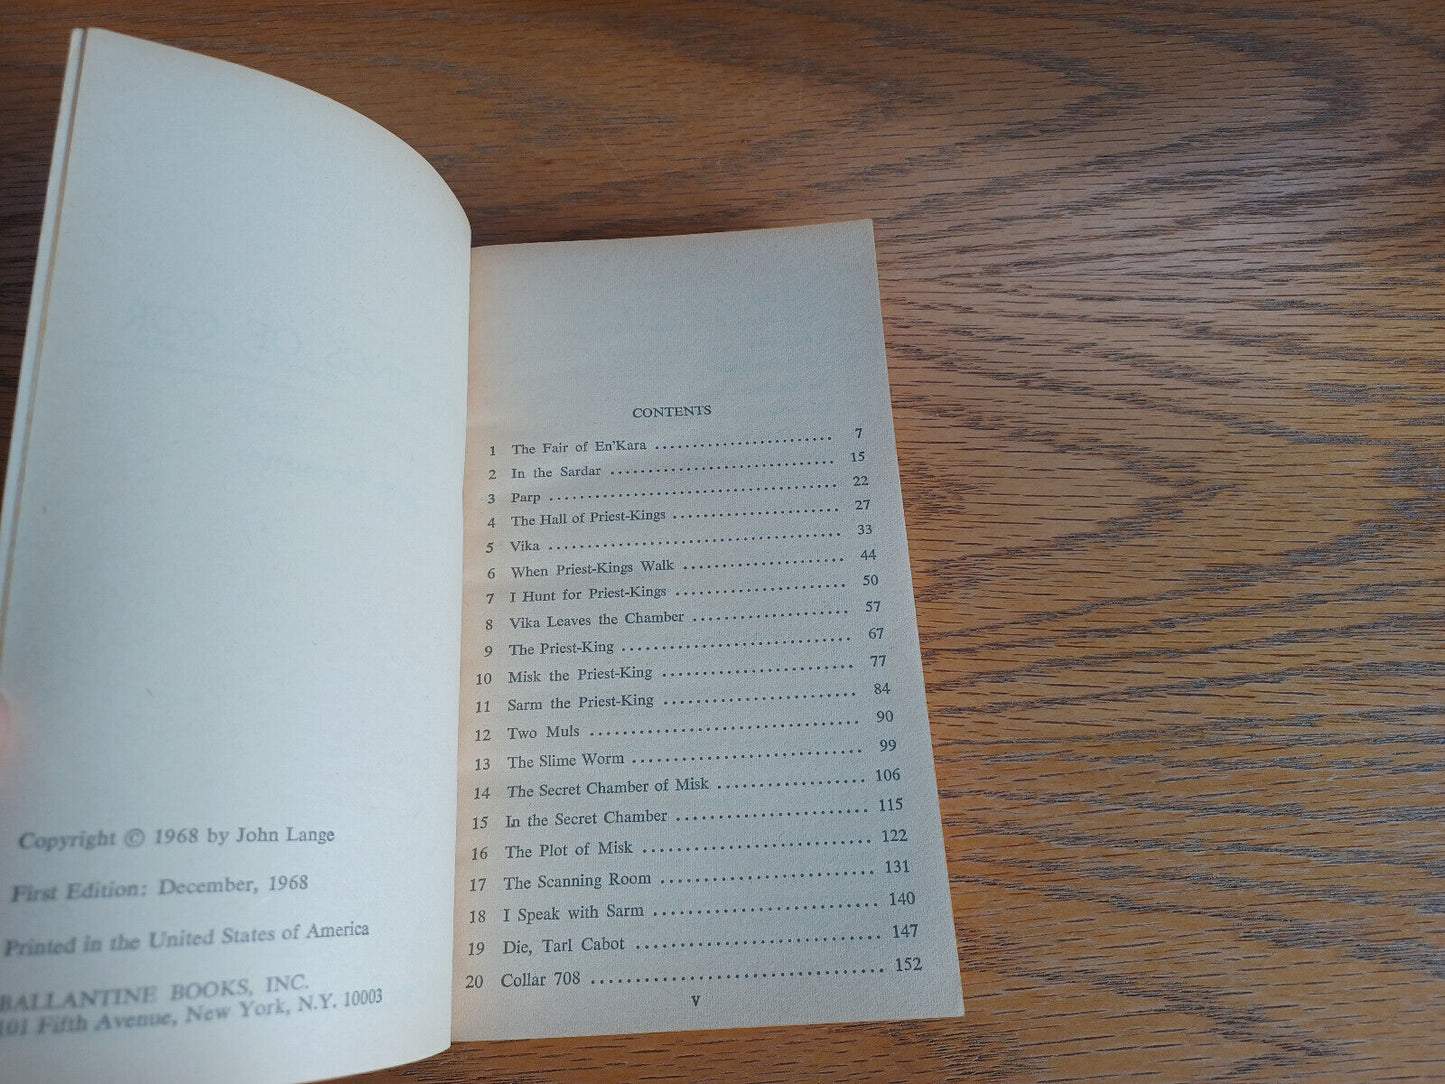 Copyright © 1968 by John Lange
First Edition: December, 1968
Printed in the United States of America
BALLANTINE BOOKS, INC.
101 Fifth Avenue, New York, N.Y. 10003
CONTENTS
1 The Fair of En'Kara ........................ 7
2 In the Sardar .............................. 15
3 Parp ....................................... 22
4 The Hall of Priest-Kings ................... 27
5 Vika ....................................... 33
6 When Priest-Kings Walk ..................... 44
7 I Hunt for Priest-Kings .................... 50
8 Vika Leaves the Chamber .................... 57
9 The Priest-King ............................ 67
10 Misk the Priest-King ...................... 77
11 Sarm the Priest-King ...................... 84
12 Two Muls .................................. 90
13 The Slime Worm ............................ 99
14 The Secret Chamber of Misk ................ 106
15 In the Secret Chamber ..................... 115
16 The Plot of Misk .......................... 122
17 The Scanning Room ......................... 131
18 I Speak with Sarm ......................... 140
19 Die, Tarl Cabot ........................... 147
20 Collar 708 ................................ 152
V